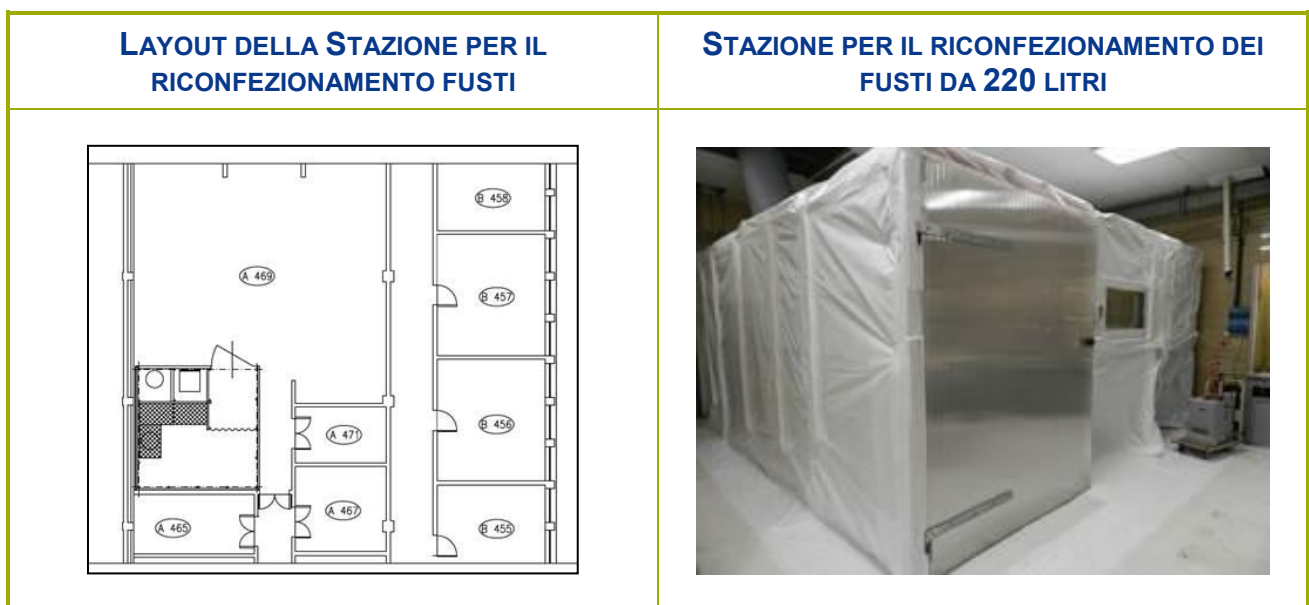 LAYOUT DELLA STAZIONE PER IL
RICONFEZIONAMENTO FUSTI
STAZIONE PER IL RICONFEZIONAMENTO DEI
FUSTI DA 220 LITRI
B 458
A 469
B 457
A 471
B 456
A 467
A 465
B 455